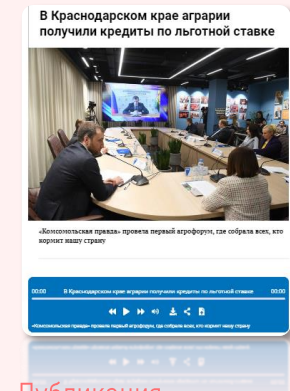 В Краснодарском крае аграрии
получили кредиты по льготной ставке
«Комсомольская правда» провела первый агрофорум, где собрала всех, кто
кормит нашу страну
00:00 В Краснодарском крае аграрии получили кредиты по льготной ставке 00:00
«Комсомольская правда» провела первый агрофорум, где собрала всех, кто кормит нашу страну
Публикация